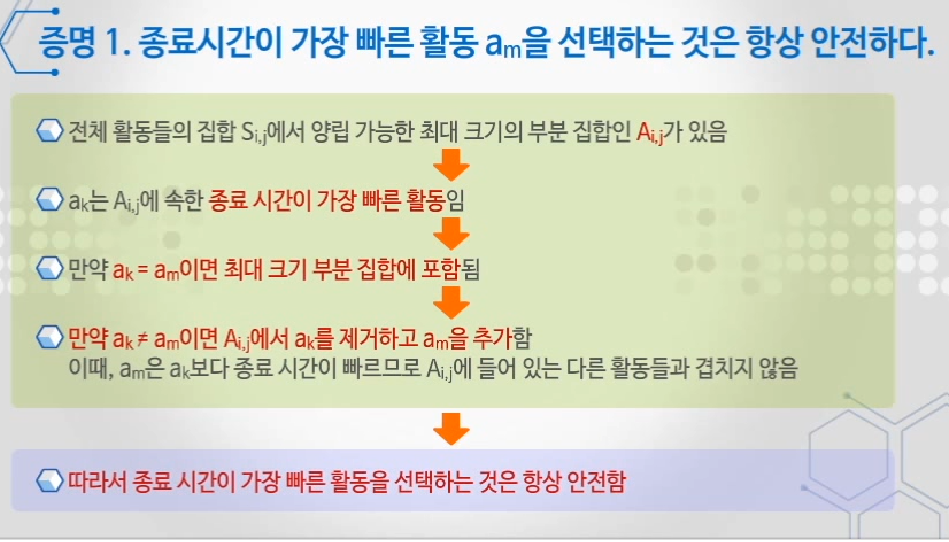 증명 1. 종료시간이 가장 빠른 활동 am을 선택하는 것은 항상 안전하다.
전체 활동들의 집합 Si,j에서 양립 가능한 최대 크기의 부분 집합인 Ai,j가 있음
ak는 Ai,j에 속한 종료 시간이 가장 빠른 활동임
만약 ak = am이면 최대 크기 부분 집합에 포함됨
만약 ak ≠ am이면 Ai,j에서 ak를 제거하고 am을 추가함
이때, am은 ak보다 종료 시간이 빠르므로 Ai,j에 들어 있는 다른 활동들과 겹치지 않음
따라서 종료 시간이 가장 빠른 활동을 선택하는 것은 항상 안전함